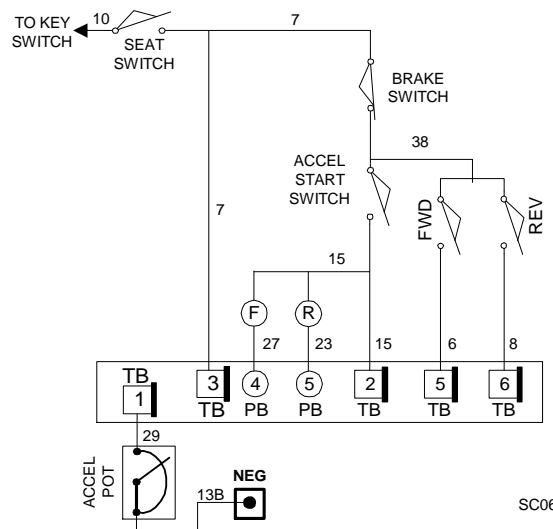 TO KEY
SWITCH
10
SEAT
SWITCH
7
BRAKE
SWITCH
38
ACCEL
START
SWITCH
FWD
REV
7
15
F
R
27
23
15
6
8
TB
1
3
TB
4
PB
5
PB
2
TB
5
TB
6
TB
29
ACCEL
POT
13B
NEG
SC06